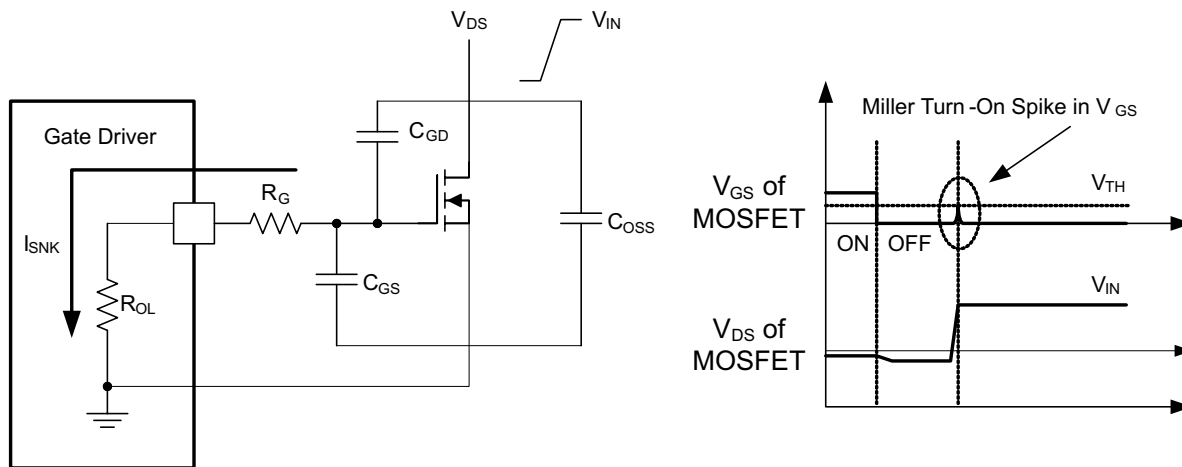 V_DS
V_IN
Gate Driver
C_GD
R_G
C_OSS
I_SNK
C_GS
R_OL
Miller Turn -On Spike in V_GS
V_GS of
MOSFET
V_TH
ON
OFF
V_IN
V_DS of
MOSFET